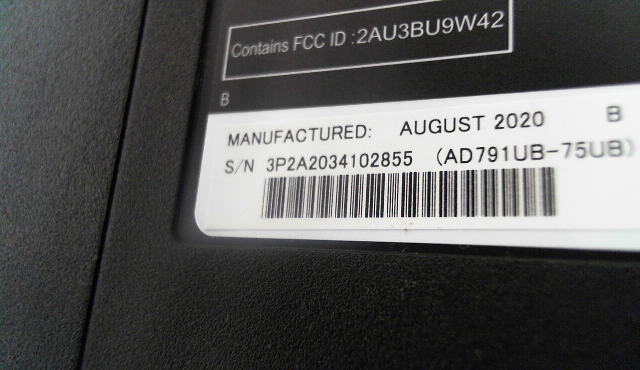 Contains FCC ID :2AU3BU9W42
B
MANUFACTURED: AUGUST 2020 B
S/N 3P2A2034102855 (AD791UB-75UB)